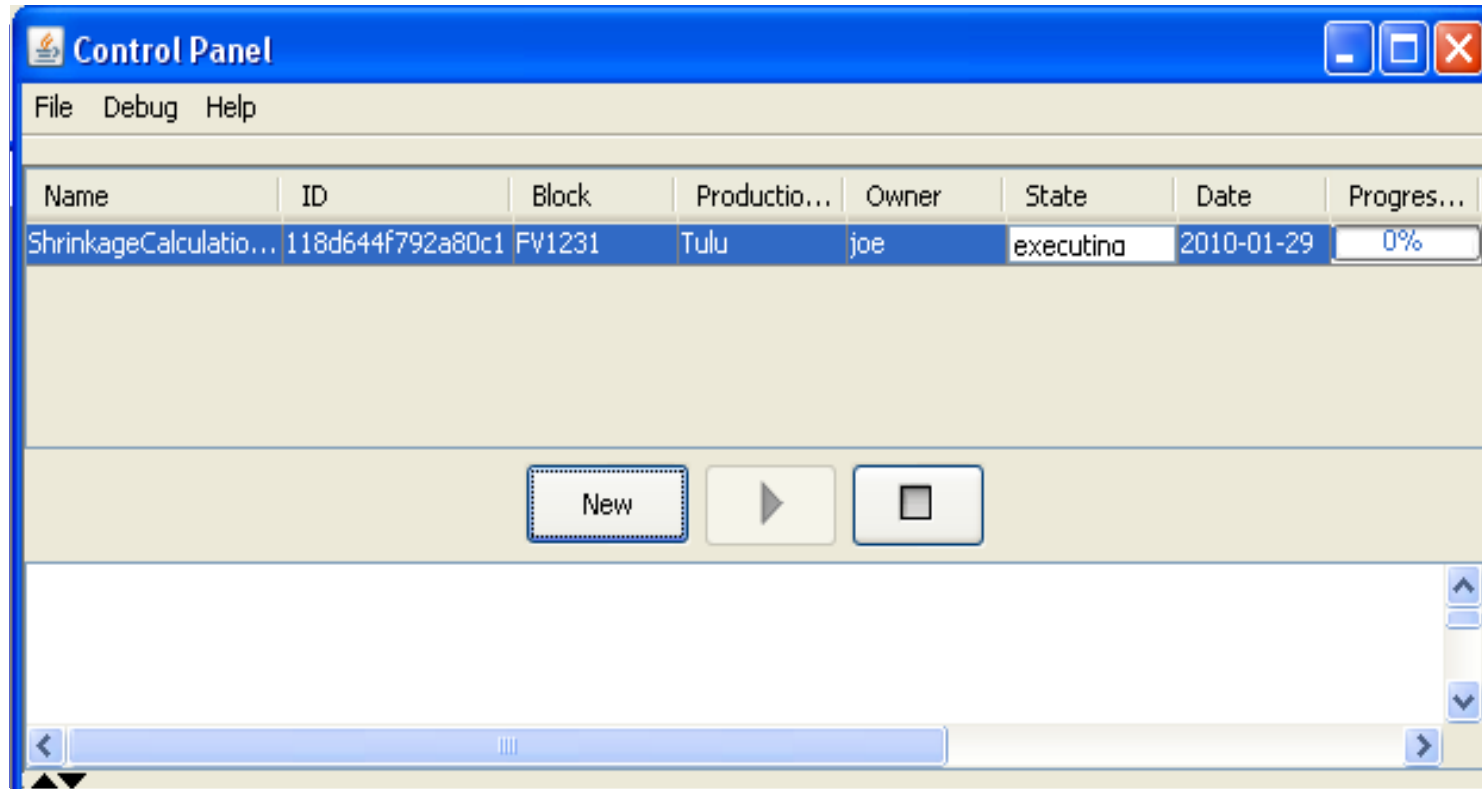 Control Panel
File Debug Help
Name ID Block Productio... Owner State Date Progres...
ShrinkageCalculatio... 118d644f792a80c1 FV1231 Tulu joe executing 2010-01-29 0%
New